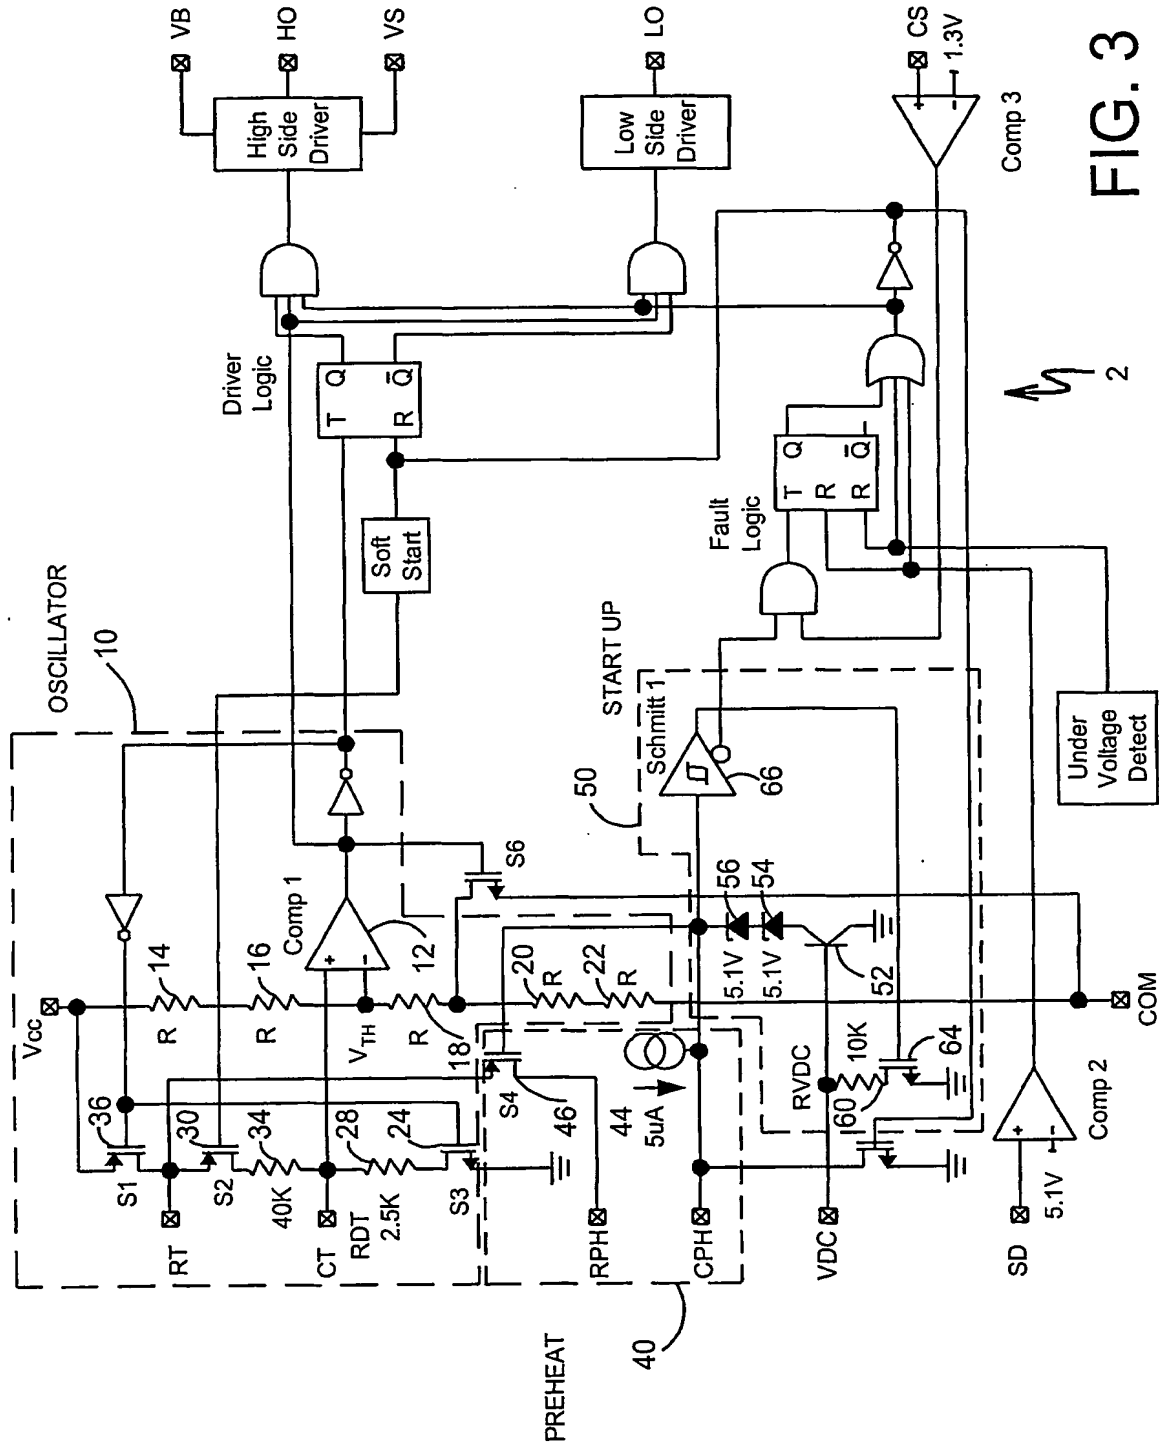 VB
HO
VS
LO
CS
1.3V
FIG. 3
High
Side
Driver
Low
Side
Driver
Comp 3
Driver
Logic
T
Q
R
Q̅
2
Fault
Logic
T
Q
R
R
Q̅
Soft
Start
OSCILLATOR
10
START UP
50
Schmitt 1
66
Under
Voltage
Detect
Comp 1
+
-
12
S6
14
R
16
R
VTH
R
18
20
R
22
R
Vcc
COM
5.1V
56
5.1V
54
52
36
S1
30
S2
34
40K
28
RDT
2.5K
24
S3
S4
46
44
5uA
RVDC
10K
60
64
Comp 2
+
-
5.1V
RT
CT
RPH
CPH
VDC
SD
PREHEAT
40
+
-